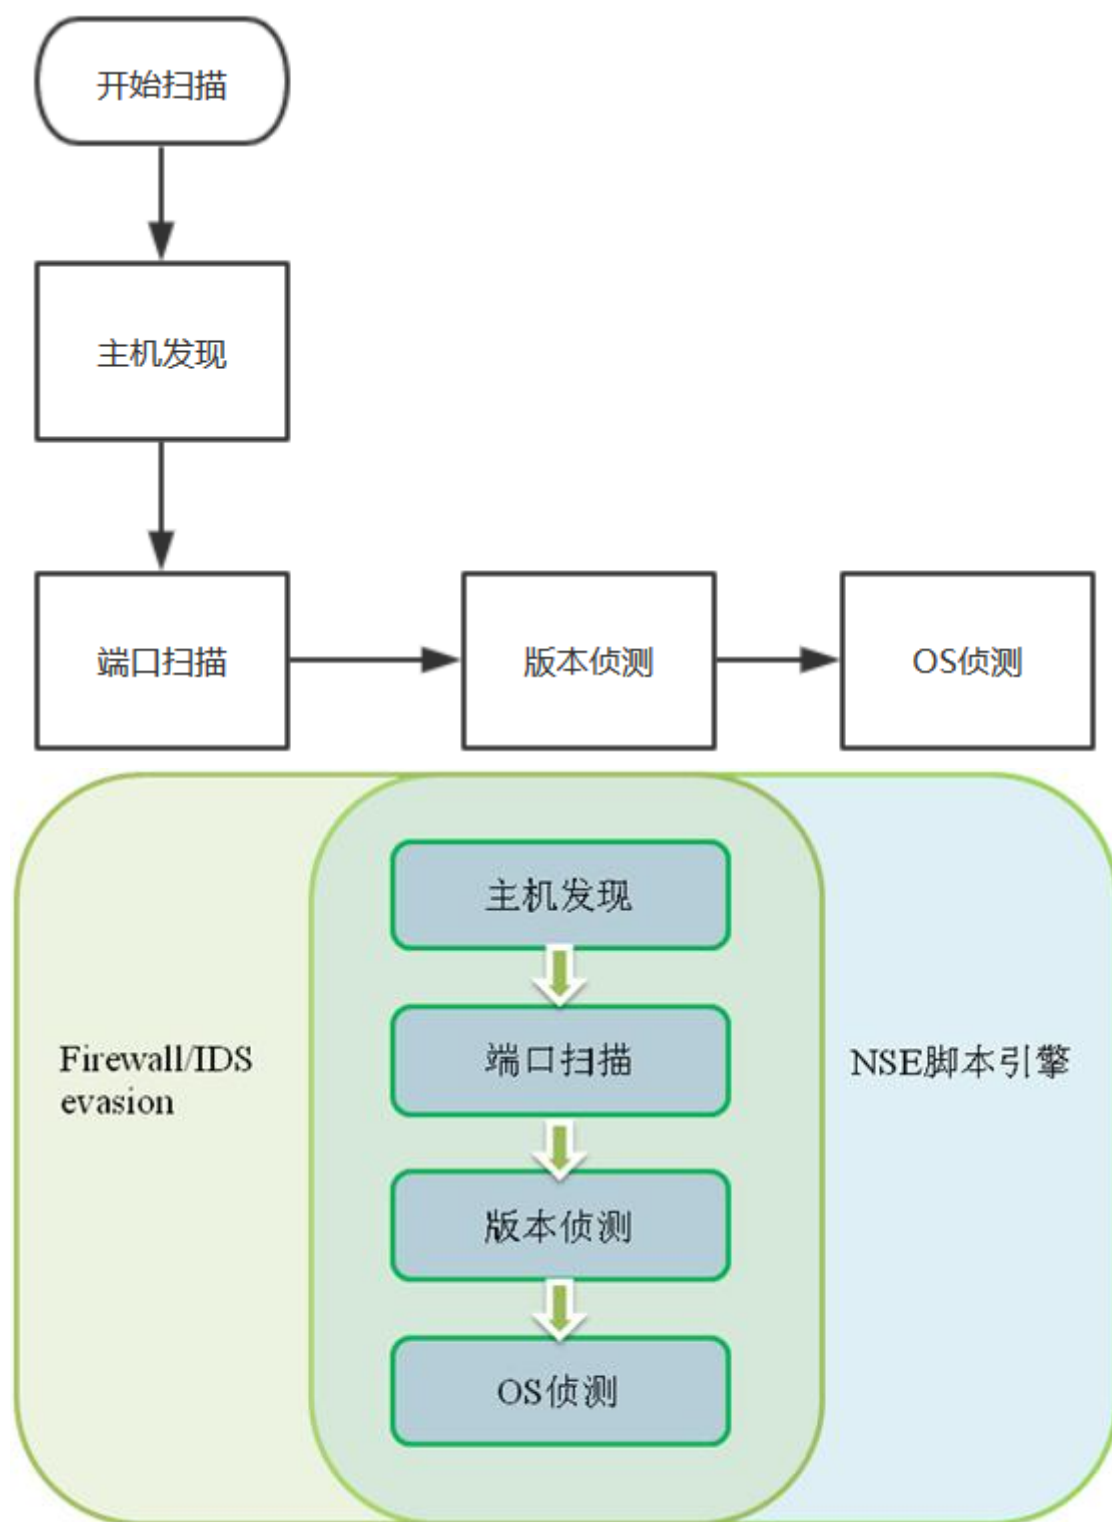 开始扫描
主机发现
端口扫描
版本侦测
OS侦测
主机发现
端口扫描
版本侦测
OS侦测
Firewall/IDS
evasion
NSE脚本引擎